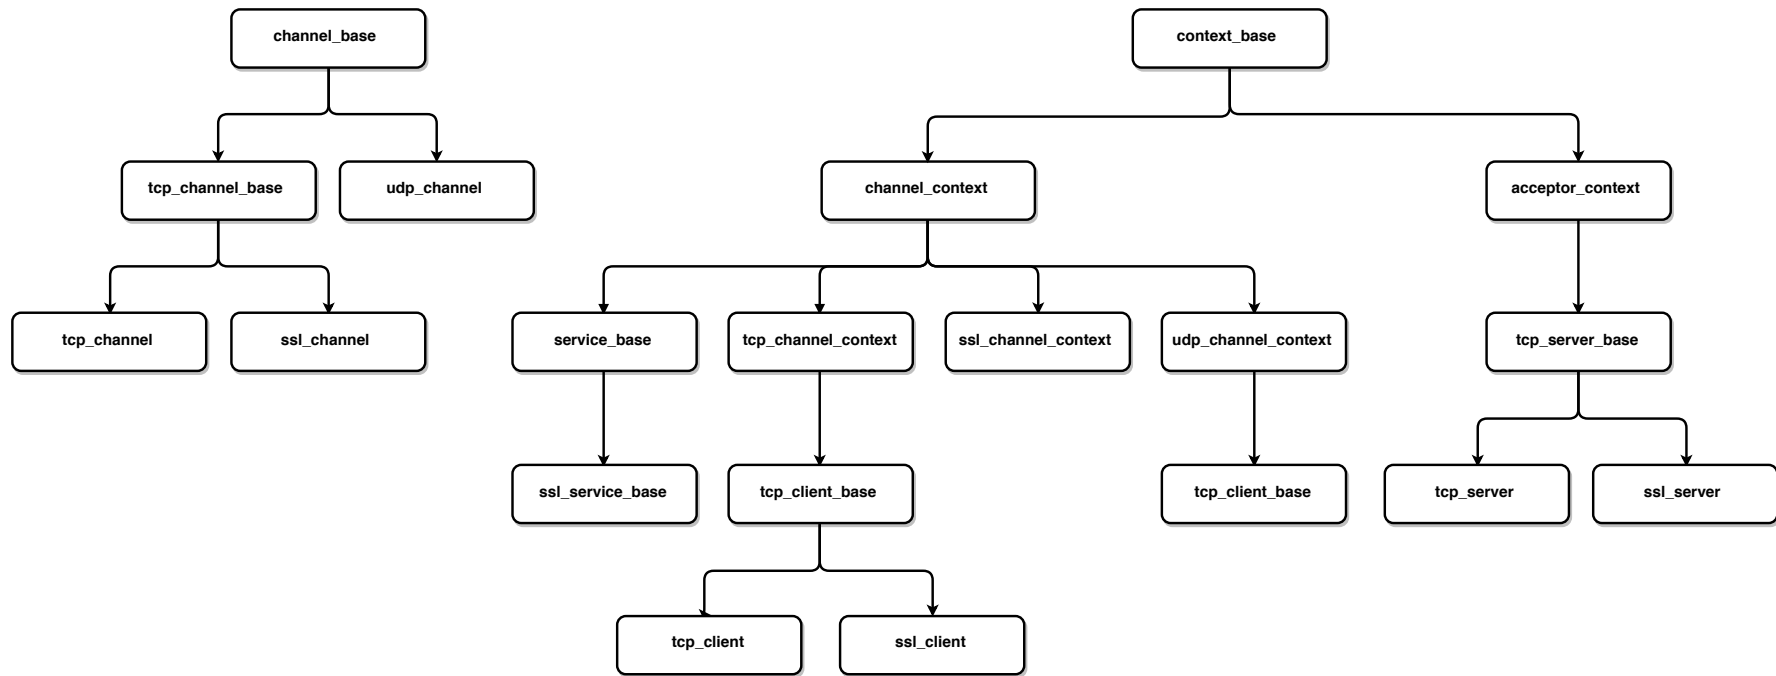 channel_base
context_base
tcp_channel_base
udp_channel
channel_context
acceptor_context
tcp_channel
ssl_channel
service_base
tcp_channel_context
ssl_channel_context
udp_channel_context
tcp_server_base
ssl_service_base
tcp_client_base
tcp_client_base
tcp_server
ssl_server
tcp_client
ssl_client